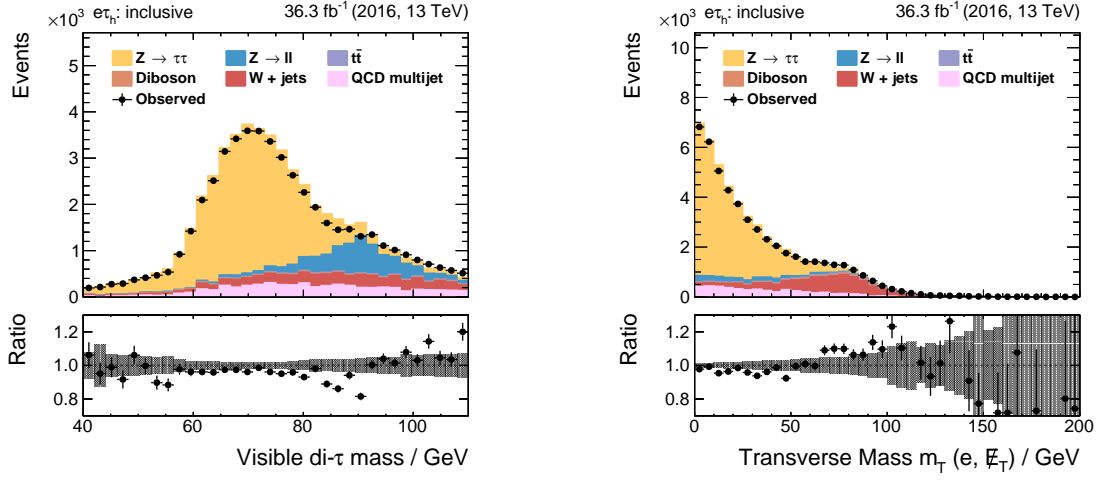 ×10³ eτₕ: inclusive 36.3 fb⁻¹ (2016, 13 TeV)
Events
5
4
3
2
1
0
Z → ττ Z → ll tt̄
Diboson W + jets QCD multijet
Observed
Ratio
1.2
1.0
0.8
40 60 80 100
Visible di-τ mass / GeV
×10³ eτₕ: inclusive 36.3 fb⁻¹ (2016, 13 TeV)
Events
10
8
6
4
2
0
Z → ττ Z → ll tt̄
Diboson W + jets QCD multijet
Observed
Ratio
1.2
1.0
0.8
0 50 100 150 200
Transverse Mass m_T (e, E̸_T) / GeV